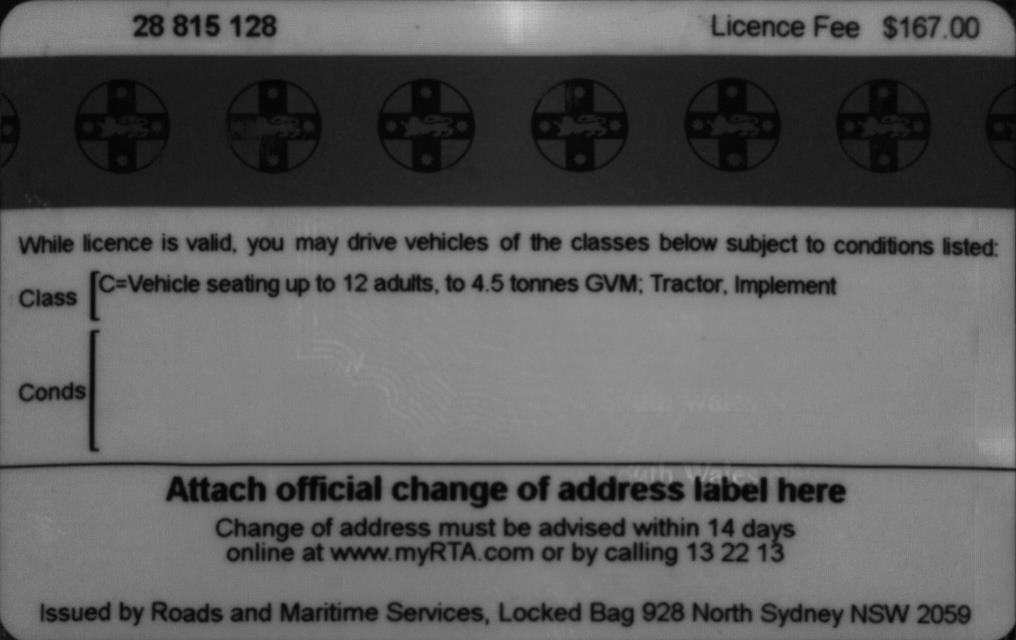 28 815 128 Licence Fee $167.00
While licence is valid, you may drive vehicles of the classes below subject to conditions listed:
Class C=Vehicle seating up to 12 adults, to 4.5 tonnes GVM; Tractor, Implement
Conds
Wales
Attach official change of address label here
Change of address must be advised within 14 days
online at www.myRTA.com or by calling 13 22 13
Issued by Roads and Maritime Services, Locked Bag 928 North Sydney NSW 2059